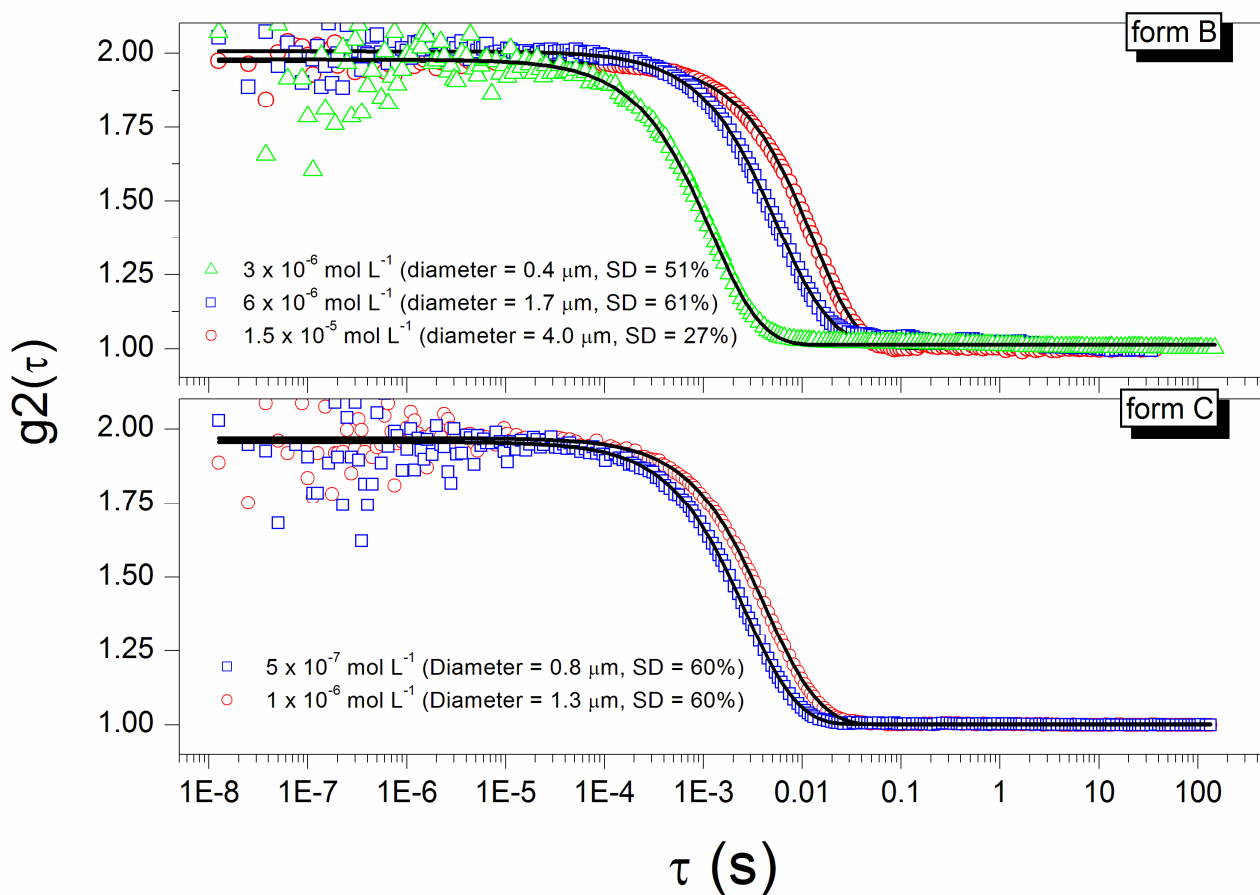 form B
2.00
1.75
1.50
1.25
1.00
3 x 10⁻⁶ mol L⁻¹ (diameter = 0.4 μm, SD = 51%
6 x 10⁻⁶ mol L⁻¹ (diameter = 1.7 μm, SD = 61%)
1.5 x 10⁻⁵ mol L⁻¹ (diameter = 4.0 μm, SD = 27%)
g2(τ)
form C
2.00
1.75
1.50
1.25
1.00
5 x 10⁻⁷ mol L⁻¹ (Diameter = 0.8 μm, SD = 60%)
1 x 10⁻⁶ mol L⁻¹ (Diameter = 1.3 μm, SD = 60%)
1E-8 1E-7 1E-6 1E-5 1E-4 1E-3 0.01 0.1 1 10 100
τ (s)